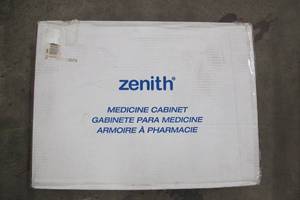 zenith®
MEDICINE CABINET
GABINETE PARA MEDICINE
ARMOIRE À PHARMACIE